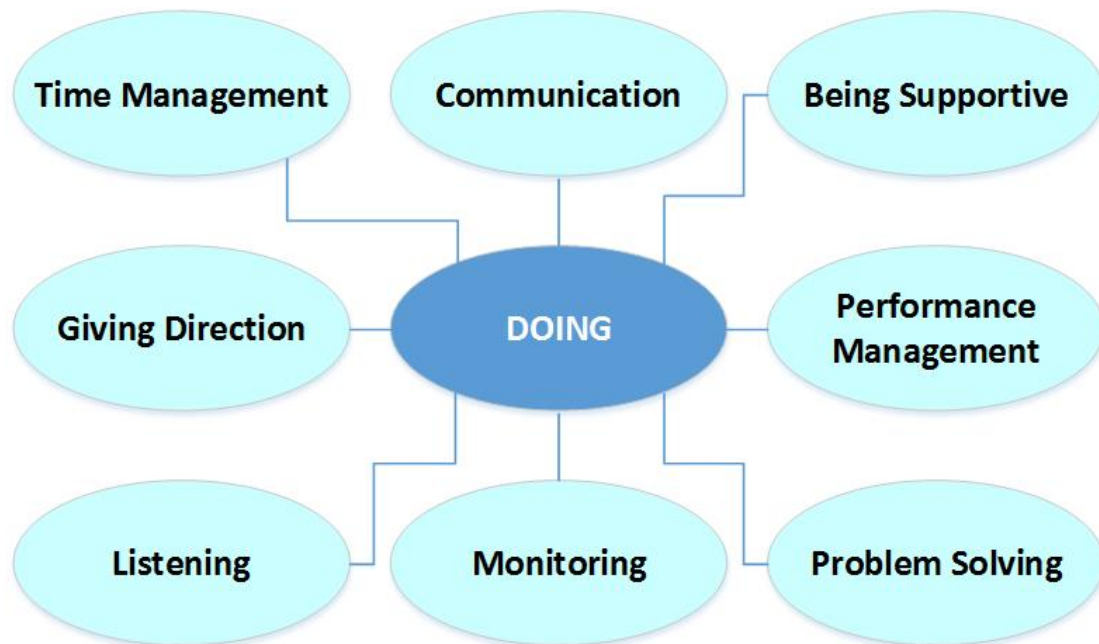 Time Management
Communication
Being Supportive
Giving Direction
DOING
Performance
Management
Listening
Monitoring
Problem Solving